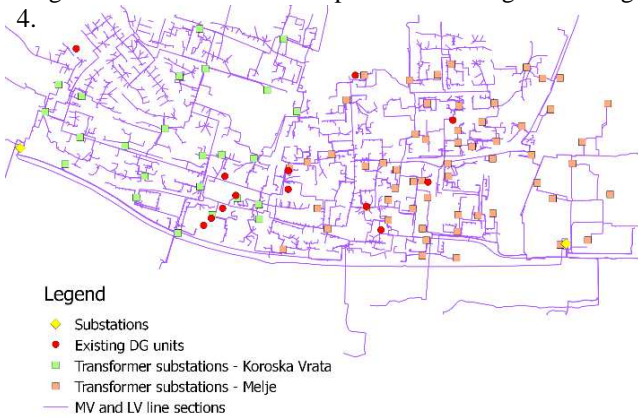 4.
Legend
Substations
Existing DG units
Transformer substations - Koroska Vrata
Transformer substations - Melje
MV and LV line sections